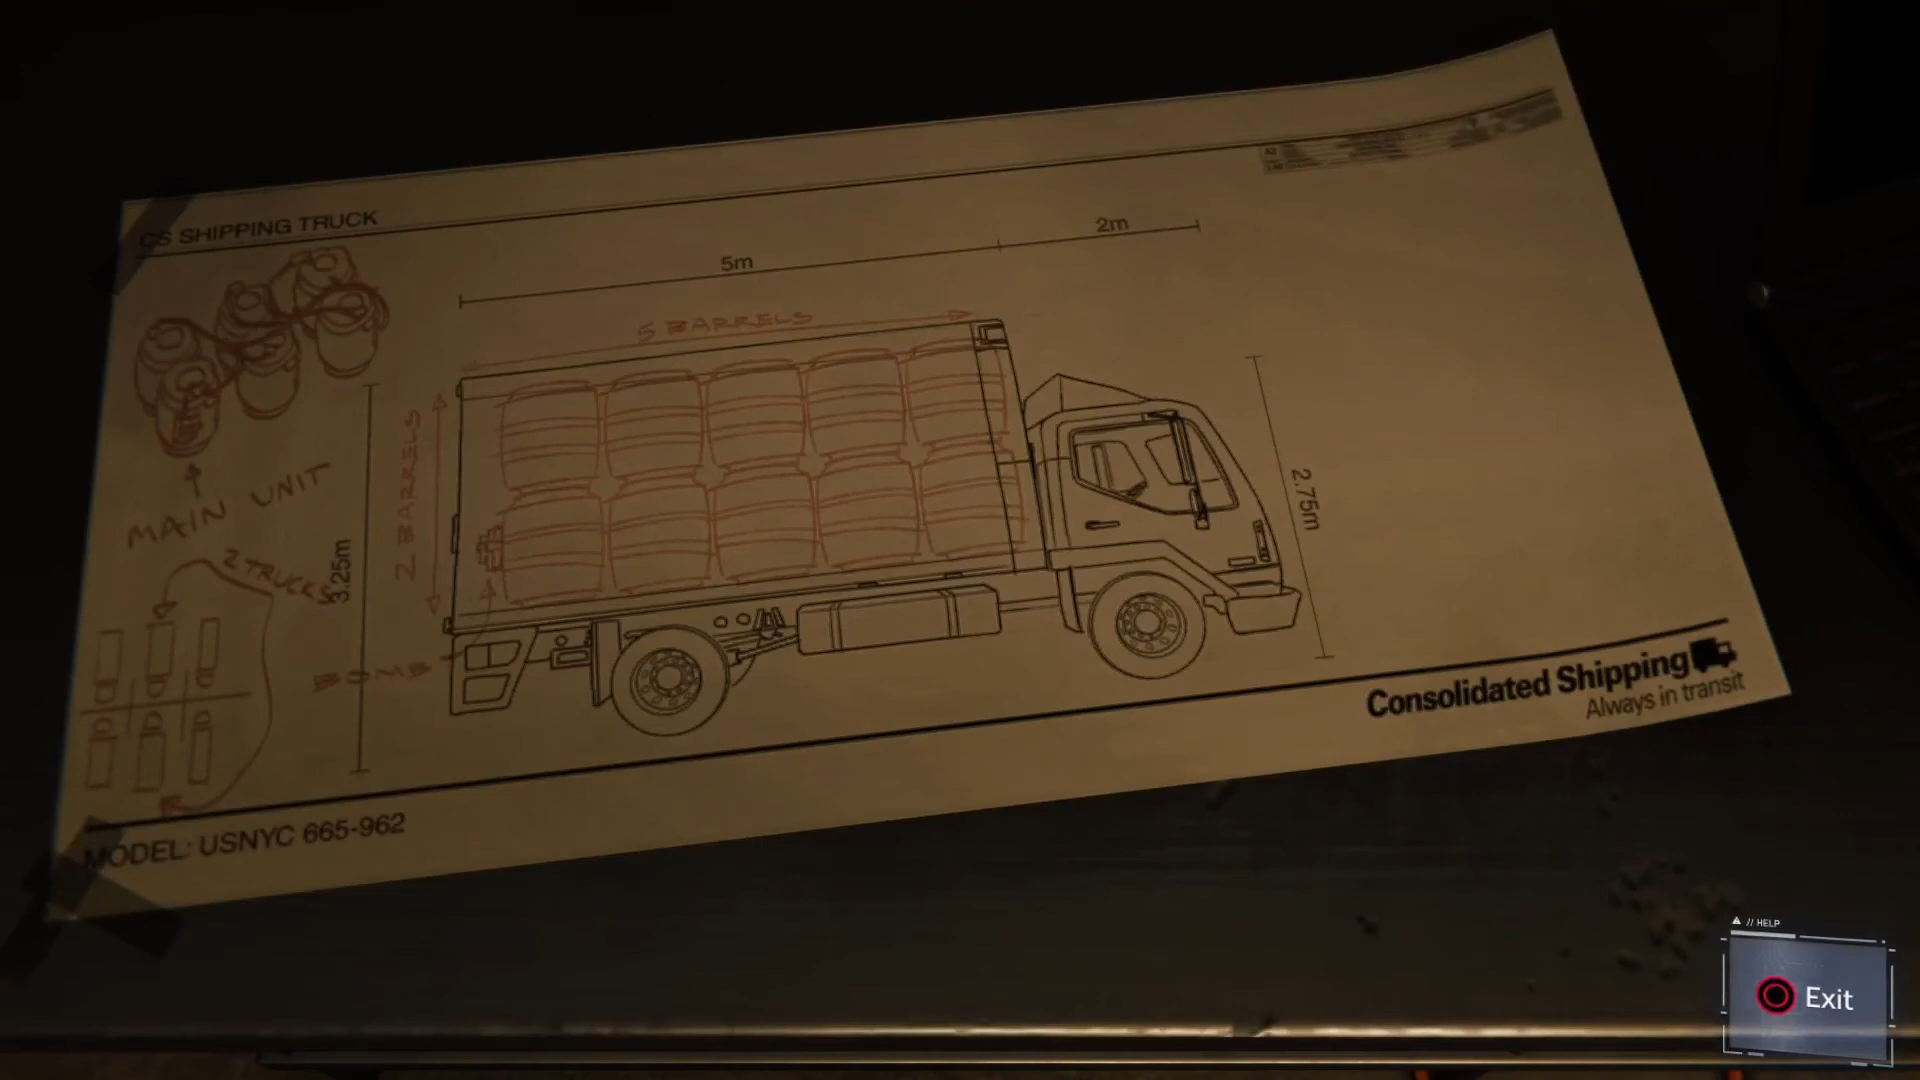 CS SHIPPING TRUCK
5m
2m
5 BARRELS
2 BARRELS
MAIN UNIT
2 TRUCKS
3.25m
2.75m
BOMB
Consolidated Shipping
Always in transit
MODEL: USNYC 665-962
// HELP
Exit